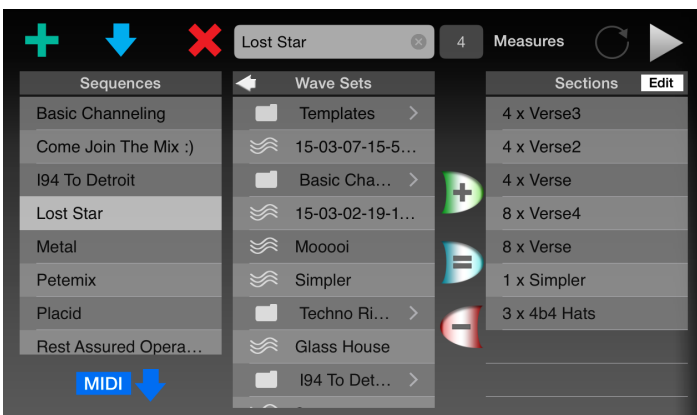 Lost Star
4
Measures
Sequences
Basic Channeling
Come Join The Mix :)
I94 To Detroit
Lost Star
Metal
Petemix
Placid
Rest Assured Opera...
MIDI
Wave Sets
Templates
15-03-07-15-5...
Basic Cha...
15-03-02-19-1...
Mooooi
Simpler
Techno Ri...
Glass House
I94 To Det...
Sections
Edit
4 x Verse3
4 x Verse2
4 x Verse
8 x Verse4
8 x Verse
1 x Simpler
3 x 4b4 Hats